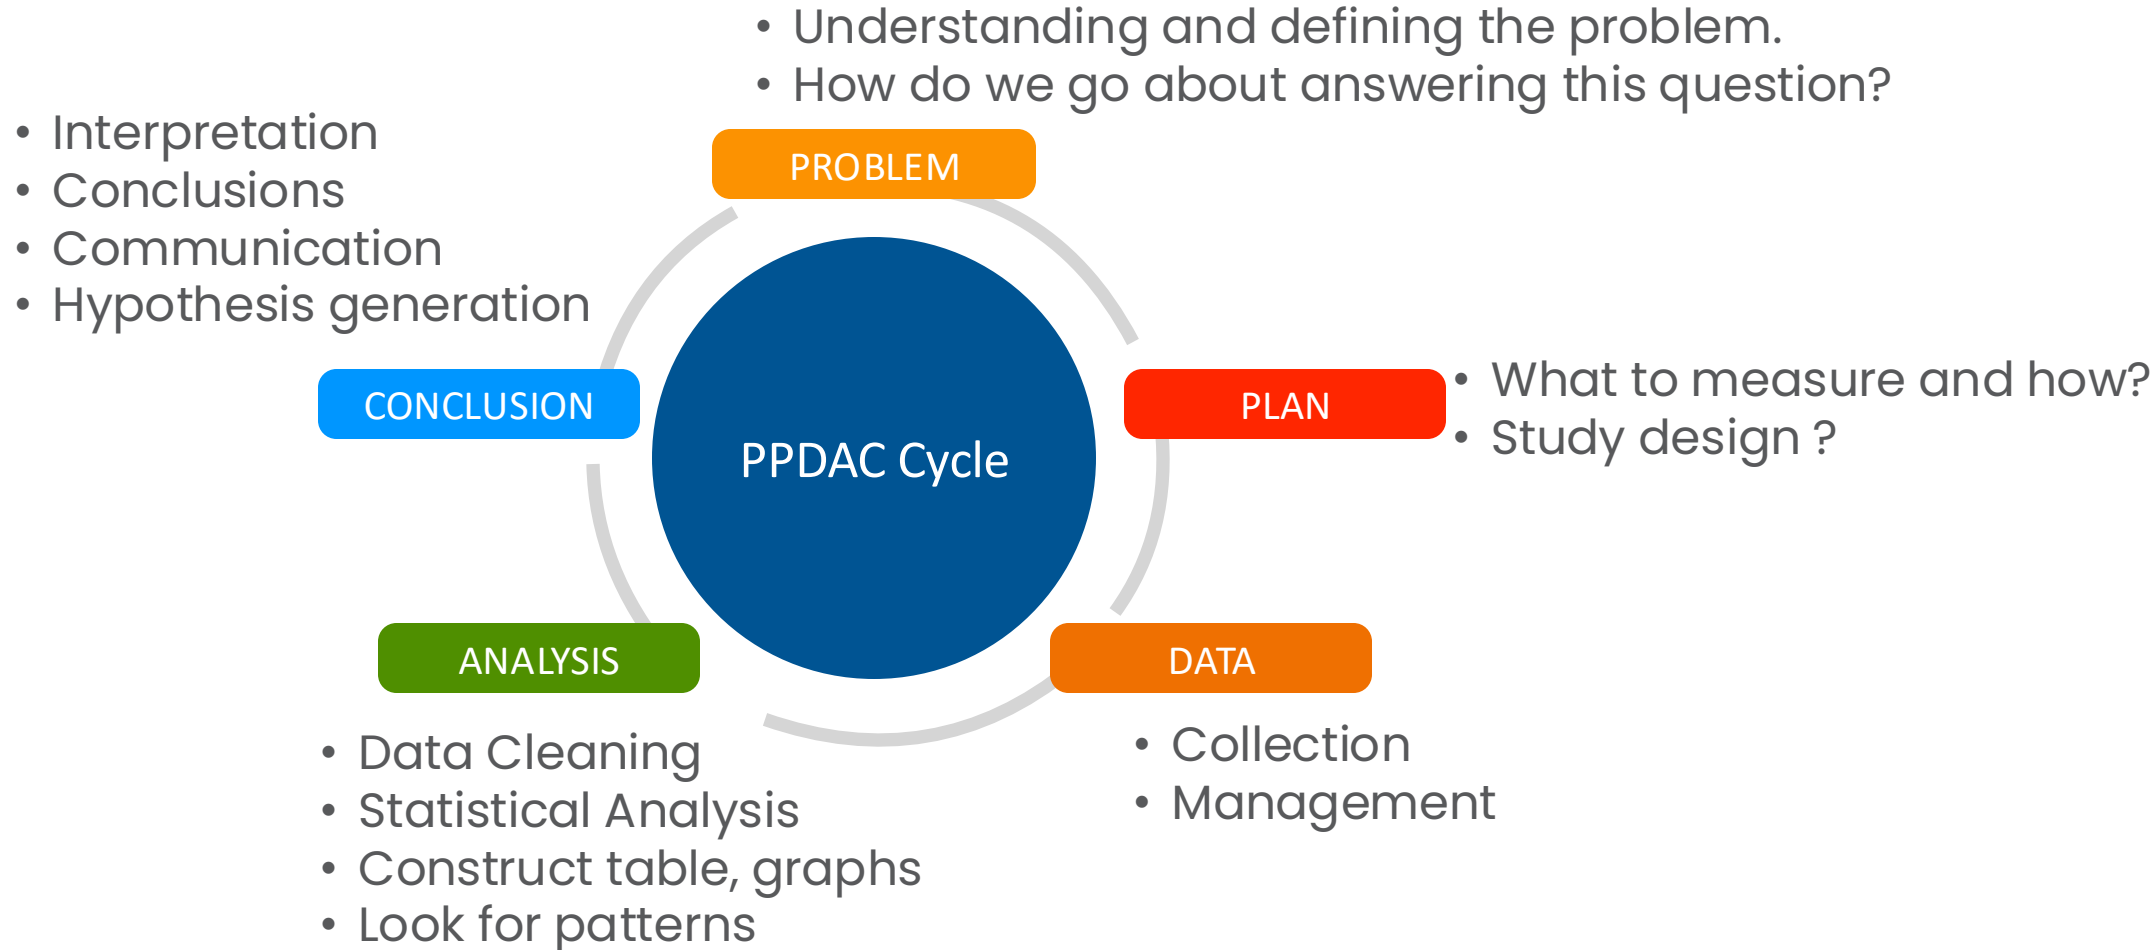 • Understanding and defining the problem.
• How do we go about answering this question?
PROBLEM
• Interpretation
• Conclusions
• Communication
• Hypothesis generation
CONCLUSION
PPDAC Cycle
PLAN
• What to measure and how?
• Study design ?
ANALYSIS
• Data Cleaning
• Statistical Analysis
• Construct table, graphs
• Look for patterns
DATA
• Collection
• Management